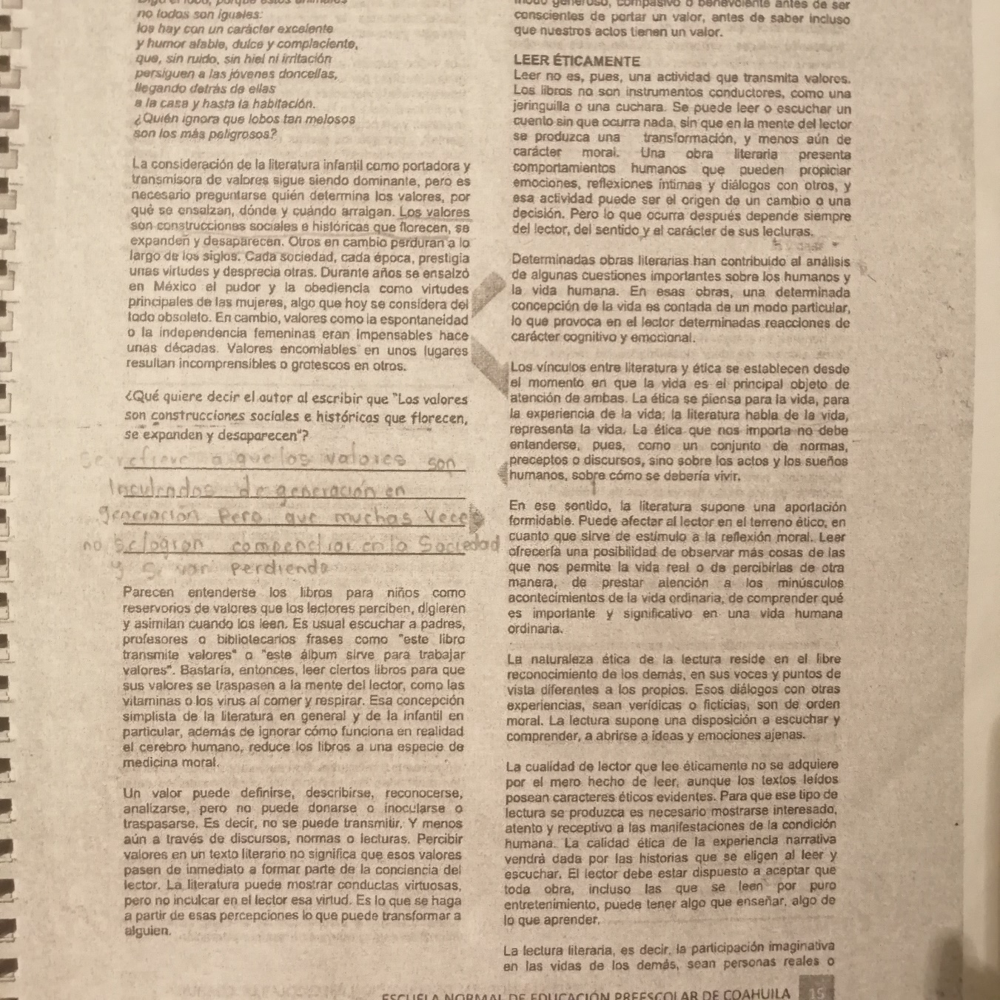 no todos son iguales:
los hay con un carácter excelente
y humor afable, dulce y complaciente,
que, sin ruido, sin hiel ni irritación
persiguen a las jóvenes doncellas,
llegando detrás de ellas
a la casa y hasta la habitación.
¿Quién ignora que lobos tan melosos
son los más peligrosos?
La consideración de la literatura infantil como portadora y
transmisora de valores sigue siendo dominante, pero es
necesario preguntarse quién determina los valores, por
qué se ensalzan, dónde y cuándo arraigan. Los valores
son construcciones sociales e históricas que florecen, se
expanden y desaparecen. Otros en cambio perduran a lo
largo de los siglos. Cada sociedad, cada época, prestigia
unas virtudes y desprecia otras. Durante años se ensalzó
en México el pudor y la obediencia como virtudes
principales de las mujeres, algo que hoy se considera del
todo obsoleto. En cambio, valores como la espontaneidad
o la independencia femeninas eran impensables hace
unas décadas. Valores encomiables en unos lugares
resultan incomprensibles o grotescos en otros.
¿Qué quiere decir el autor al escribir que "Los valores
son construcciones sociales e históricas que florecen,
se expanden y desaparecen"?
Se refiere a que los valores son
Inculcados de generación en
generación pero que muchas veces
no se logran en la Sociedad
y se van perdiendo
Parecen entenderse los libros para niños como
reservorios de valores que los lectores perciben, digieren
y asimilan cuando los leen. Es usual escuchar a padres,
profesores o bibliotecarios frases como "este libro
transmite valores" o "este álbum sirve para trabajar
valores". Bastaría, entonces, leer ciertos libros para que
sus valores se traspasen a la mente del lector, como las
vitaminas o los virus al comer y respirar. Esa concepción
simplista de la literatura en general y de la infantil en
particular, además de ignorar cómo funciona en realidad
el cerebro humano, reduce los libros a una especie de
medicina moral.
Un valor puede definirse, describirse, reconocerse,
analizarse, pero no puede donarse o inocularse o
traspasarse. Es decir, no se puede transmitir. Y menos
aún a través de discursos, normas o lecturas. Percibir
valores en un texto literario no significa que esos valores
pasen de inmediato a formar parte de la conciencia del
lector. La literatura puede mostrar conductas virtuosas,
pero no inculcar en el lector esa virtud. Es lo que se haga
a partir de esas percepciones lo que puede transformar a
alguien.
modo generoso, compasivo o benevolente antes de ser
conscientes de portar un valor, antes de saber incluso
que nuestros actos tienen un valor.
LEER ÉTICAMENTE
Leer no es, pues, una actividad que transmita valores.
Los libros no son instrumentos conductores, como una
jeringuilla o una cuchara. Se puede leer o escuchar un
cuento sin que ocurra nada, sin que en la mente del lector
se produzca una transformación, y menos aún de
carácter moral. Una obra literaria presenta
comportamientos humanos que pueden propiciar
emociones, reflexiones íntimas y diálogos con otros, y
esa actividad puede ser el origen de un cambio o una
decisión. Pero lo que ocurra después depende siempre
del lector, del sentido y el carácter de sus lecturas.
Determinadas obras literarias han contribuido al análisis
de algunas cuestiones importantes sobre los humanos y
la vida humana. En esas obras, una determinada
concepción de la vida es contada de un modo particular,
lo que provoca en el lector determinadas reacciones de
carácter cognitivo y emocional.
Los vínculos entre literatura y ética se establecen desde
el momento en que la vida es el principal objeto de
atención de ambas. La ética se piensa para la vida, para
la experiencia de la vida; la literatura habla de la vida,
representa la vida. La ética que nos importa no debe
entenderse, pues, como un conjunto de normas,
preceptos o discursos, sino sobre los actos y los sueños
humanos, sobre cómo se debería vivir.
En ese sentido, la literatura supone una aportación
formidable. Puede afectar al lector en el terreno ético, en
cuanto que sirve de estímulo a la reflexión moral. Leer
ofrecería una posibilidad de observar más cosas de las
que nos permite la vida real o de percibirlas de otra
manera, de prestar atención a los minúsculos
acontecimientos de la vida ordinaria, de comprender qué
es importante y significativo en una vida humana
ordinaria.
La naturaleza ética de la lectura reside en el libre
reconocimiento de los demás, en sus voces y puntos de
vista diferentes a los propios. Esos diálogos con otras
experiencias, sean verídicas o ficticias, son de orden
moral. La lectura supone una disposición a escuchar y
comprender, a abrirse a ideas y emociones ajenas.
La cualidad de lector que lee éticamente no se adquiere
por el mero hecho de leer, aunque los textos leídos
posean caracteres éticos evidentes. Para que ese tipo de
lectura se produzca es necesario mostrarse interesado,
atento y receptivo a las manifestaciones de la condición
humana. La calidad ética de la experiencia narrativa
vendrá dada por las historias que se eligen al leer y
escuchar. El lector debe estar dispuesto a aceptar que
toda obra, incluso las que se leen por puro
entretenimiento, puede tener algo que enseñar, algo de
lo que aprender.
La lectura literaria, es decir, la participación imaginativa
en las vidas de los demás, sean personas reales o
ESCUELA NORMAL DE EDUCACIÓN PREESCOLAR DE COAHUILA 15